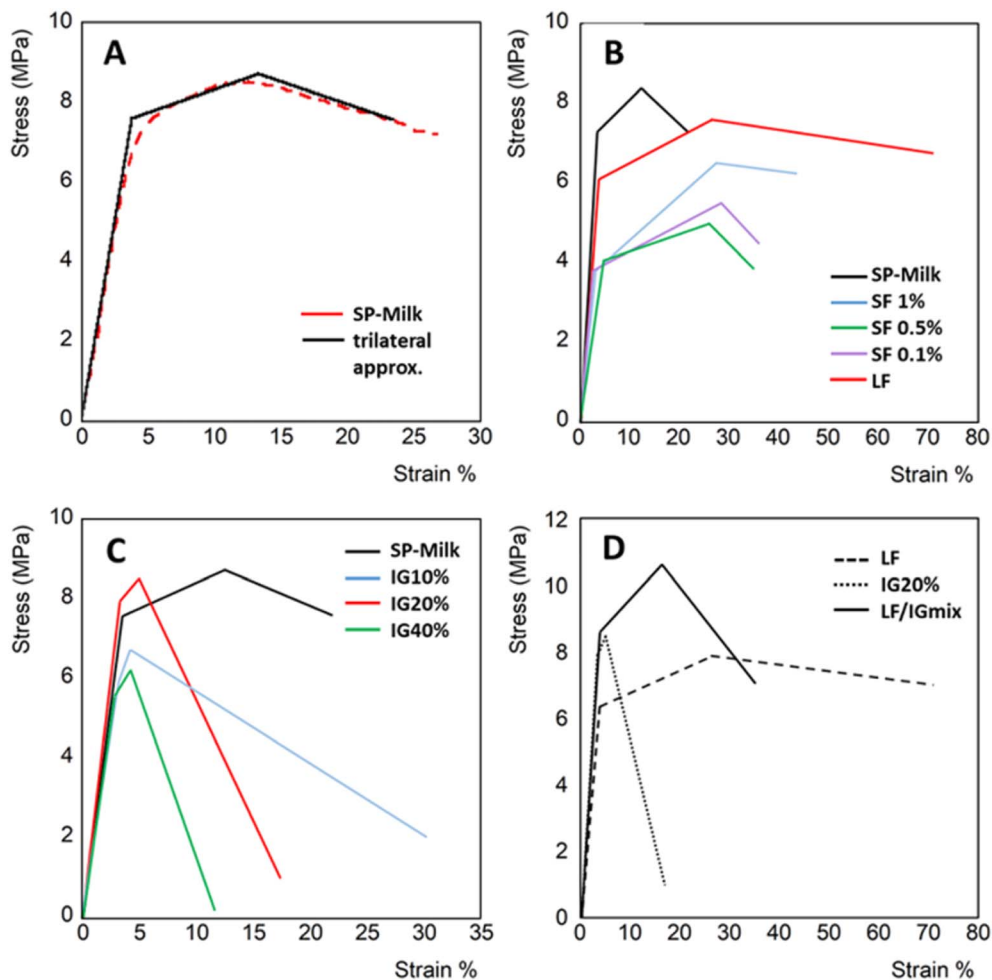 A
Stress (MPa)
10
8
6
4
2
0
0 5 10 15 20 25 30
Strain %
SP-Milk
trilateral
approx.
B
Stress (MPa)
10
8
6
4
2
0
0 10 20 30 40 50 60 70 80
Strain %
SP-Milk
SF 1%
SF 0.5%
SF 0.1%
LF
C
Stress (MPa)
10
8
6
4
2
0
0 5 10 15 20 25 30 35
Strain %
SP-Milk
IG10%
IG20%
IG40%
D
Stress (MPa)
12
10
8
6
4
2
0
0 10 20 30 40 50 60 70 80
Strain %
LF
IG20%
LF/IGmix